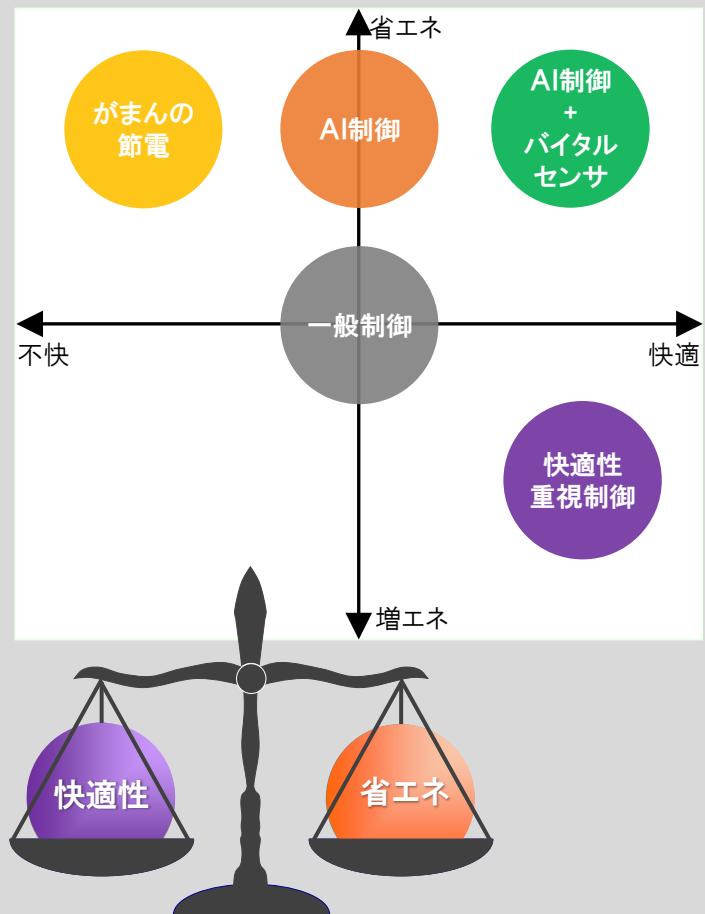 省エネ
がまんの
節電
AI制御
AI制御
+
バイタル
センサ
一般制御
不快
快適
快適性
重視制御
増エネ
快適性
省エネ